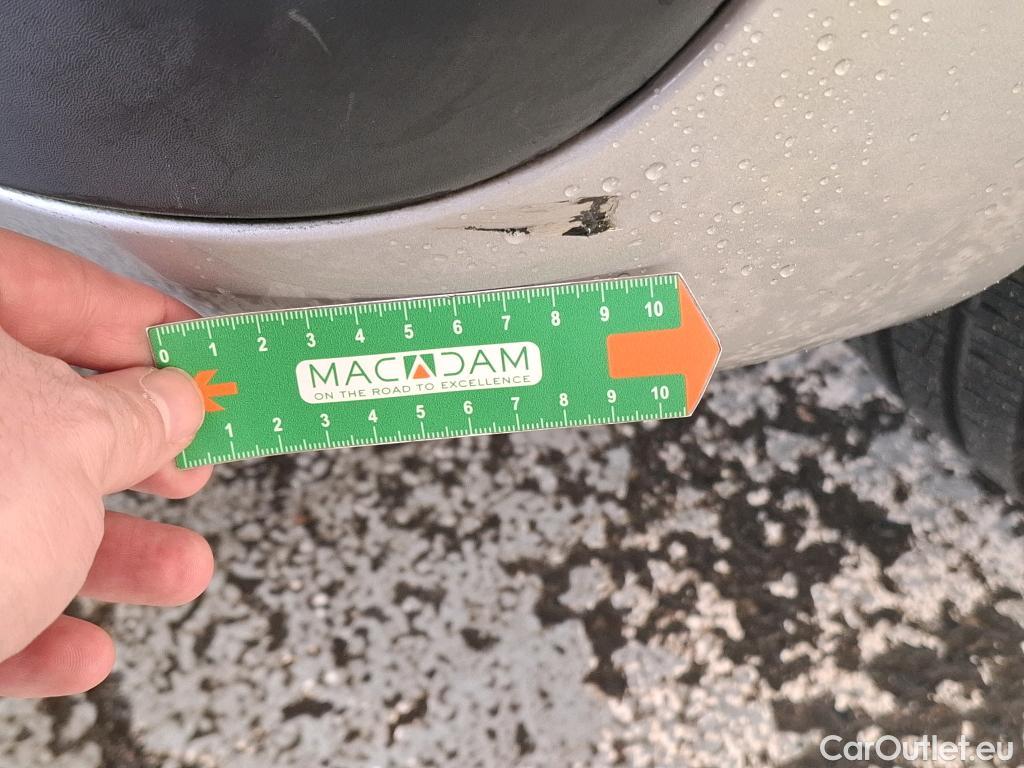 0 1 2 3 4 5 6 7 8 9 10
MACADAM
ON THE ROAD TO EXCELLENCE
1 2 3 4 5 6 7 8 9 10
CarOutlet.eu